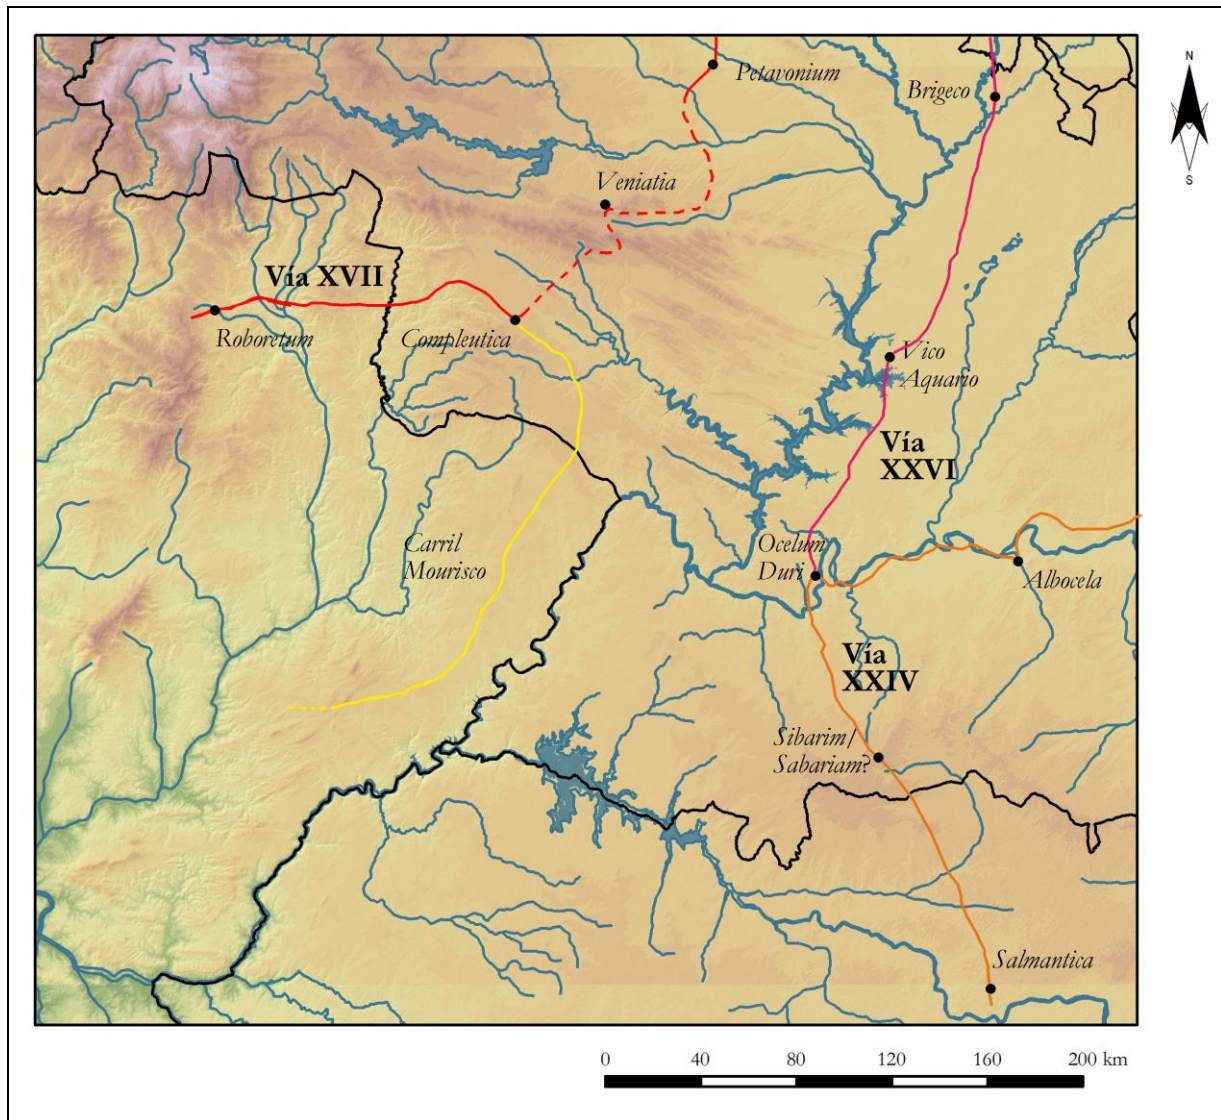 N
S
Petavonium
Brigeco
Veniatia
Vía XVII
Roboretum
Compleutica
Vico
Aquario
Vía
XXVI
Carril
Mourisco
Ocelum
Duri
Albocela
Vía
XXIV
Sibarim/
Sabariam?
Salmantica
0 40 80 120 160 200 km